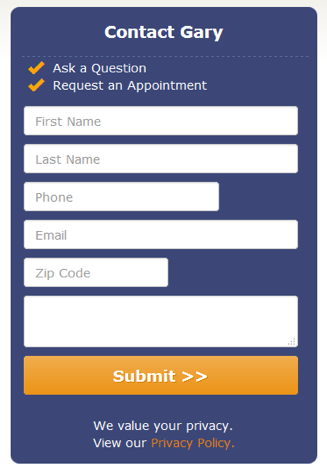 Contact Gary
Ask a Question
Request an Appointment
First Name
Last Name
Phone
Email
Zip Code
Submit >>
We value your privacy.
View our Privacy Policy.